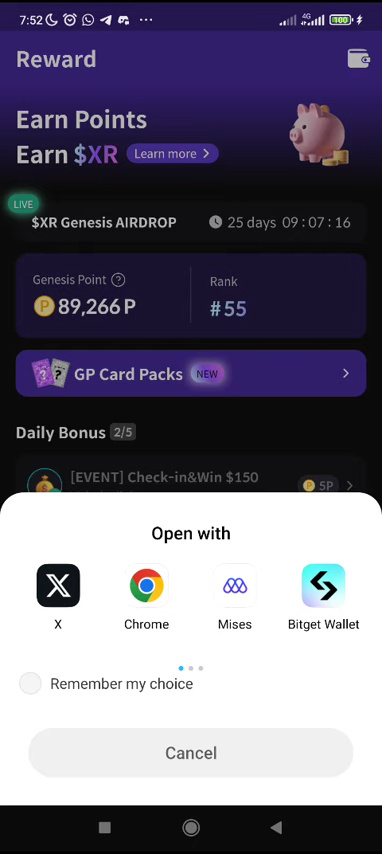 7:52
4G
100
Reward
Earn Points
Earn $XR Learn more >
LIVE
$XR Genesis AIRDROP 25 days 09 : 07 : 16
Genesis Point ? Rank
P 89,266 P #55
? ? GP Card Packs NEW >
Daily Bonus 2/5
[EVENT] Check-in&Win $150
P 5P >
Open with
X Chrome Mises Bitget Wallet
Remember my choice
Cancel